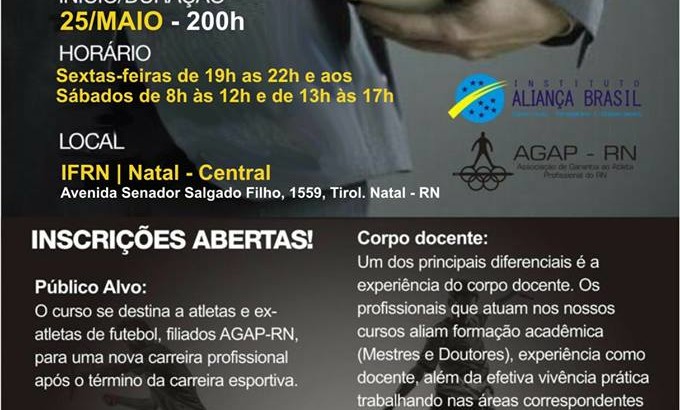 INÍCIO/DURAÇÃO
25/MAIO - 200h
HORÁRIO
Sextas-feiras de 19h as 22h e aos
Sábados de 8h às 12h e de 13h às 17h
LOCAL
IFRN | Natal - Central
Avenida Senador Salgado Filho, 1559, Tirol. Natal - RN
INSTITUTO
ALIANÇA BRASIL
AGAP - RN
Associação de Garantia ao Atleta
Profissional do RN
INSCRIÇÕES ABERTAS!
Público Alvo:
O curso se destina a atletas e ex-
atletas de futebol, filiados AGAP-RN,
para uma nova carreira profissional
após o término da carreira esportiva.
Corpo docente:
Um dos principais diferenciais é a
experiência do corpo docente. Os
profissionais que atuam nos nossos
cursos aliam formação acadêmica
(Mestres e Doutores), experiência como
docente, além da efetiva vivência prática
trabalhando nas áreas correspondentes